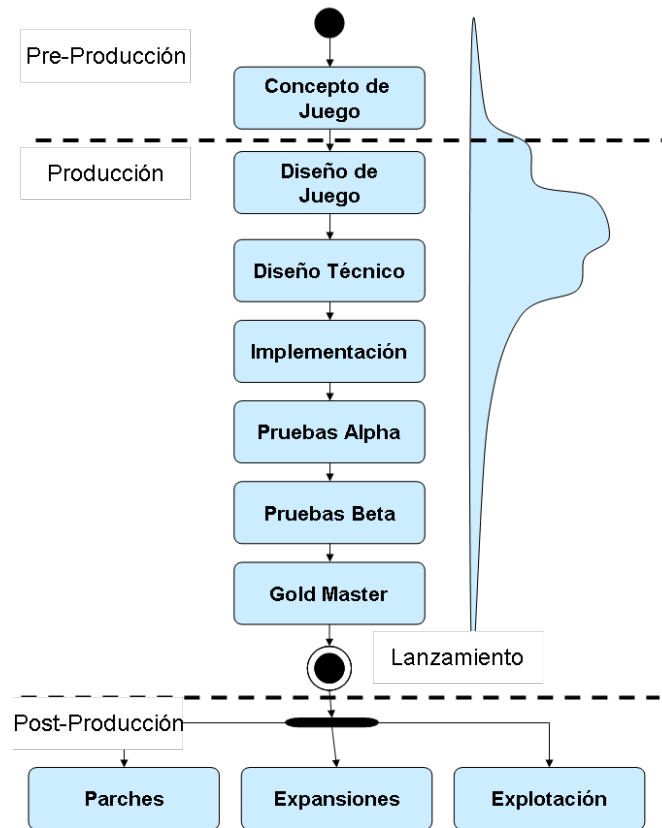 Pre-Producción
Concepto de
Juego
Producción
Diseño de
Juego
Diseño Técnico
Implementación
Pruebas Alpha
Pruebas Beta
Gold Master
Lanzamiento
Post-Producción
Parches
Expansiones
Explotación